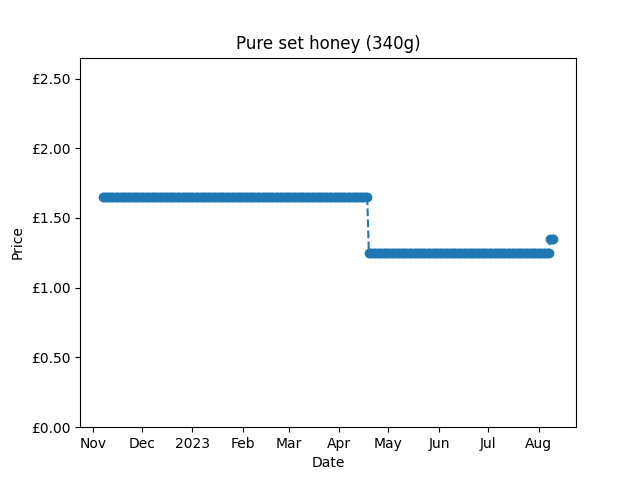 Pure set honey (340g)
£2.50
£2.00
£1.50
£1.00
£0.50
£0.00
Price
Nov Dec 2023 Feb Mar Apr May Jun Jul Aug
Date